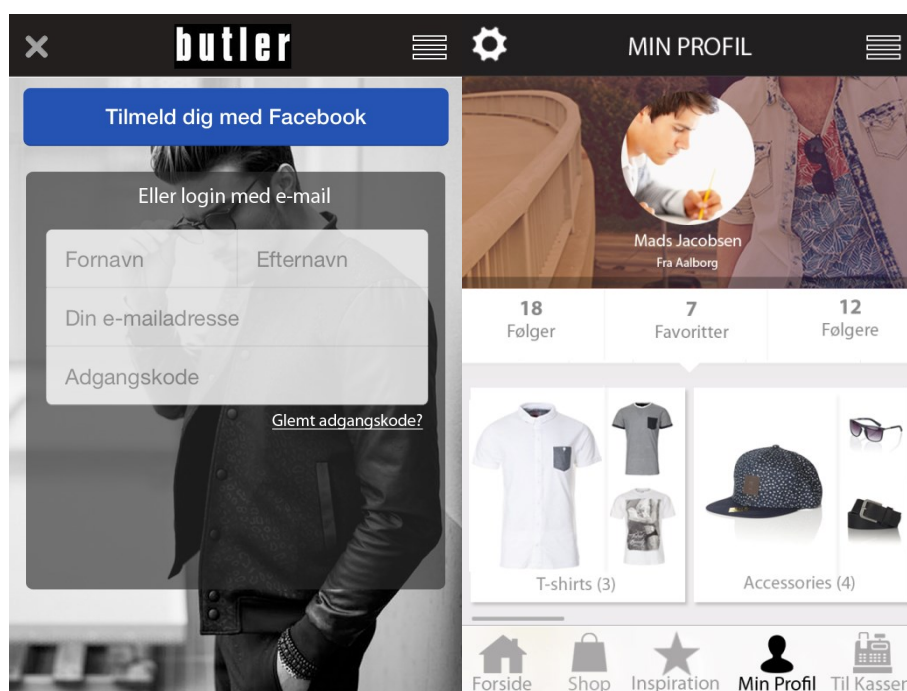 butler
Tilmeld dig med Facebook
Eller login med e-mail
Fornavn
Efternavn
Din e-mailadresse
Adgangskode
Glemt adgangskode?
MIN PROFIL
Mads Jacobsen
Fra Aalborg
18
Følger
7
Favoritter
12
Følgere
T-shirts (3)
Accessories (4)
Forside
Shop
Inspiration
Min Profil
Til Kassen